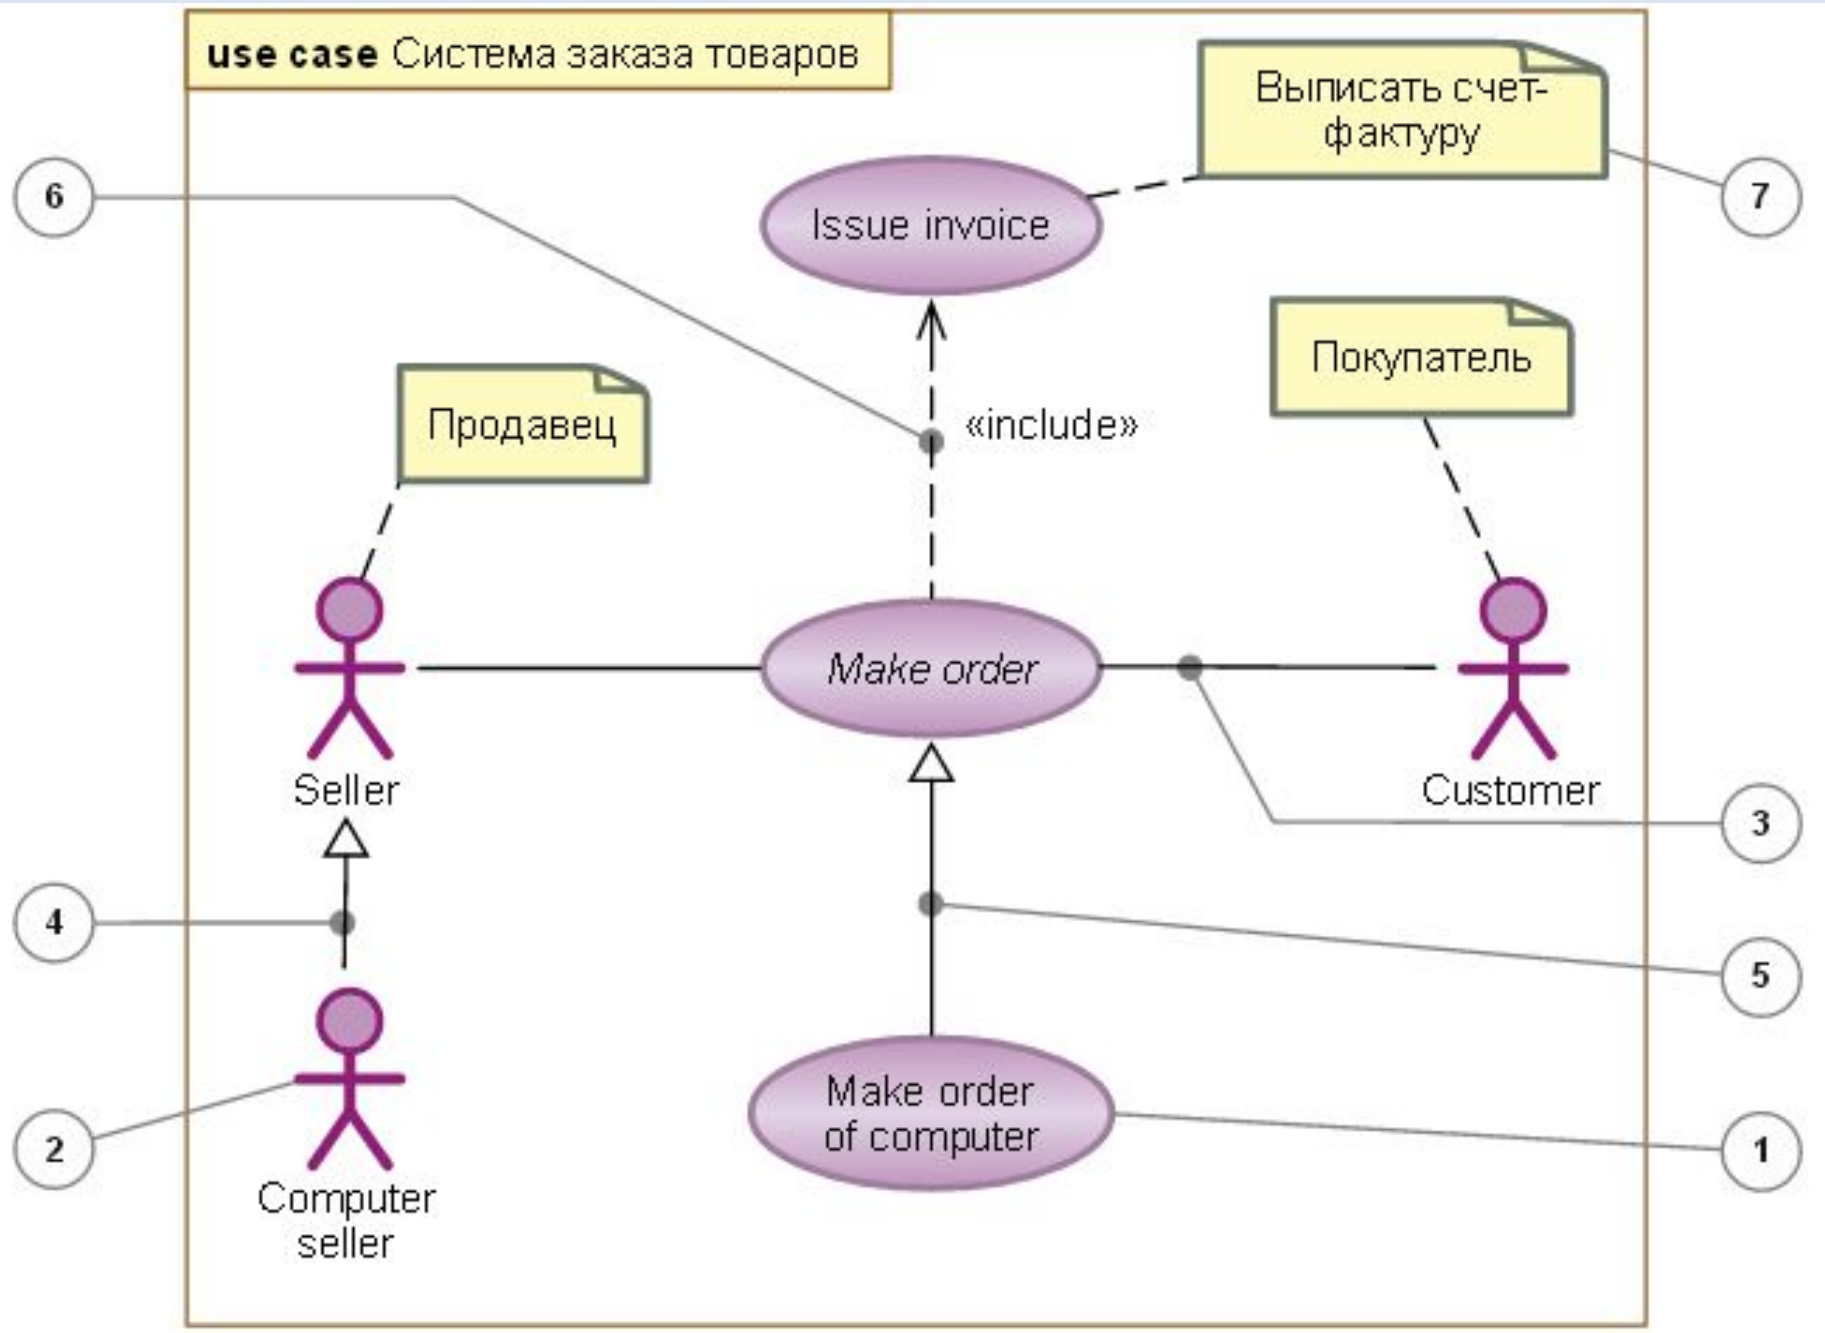 use case Система заказа товаров
Выписать счет-
фактуру
6
7
Issue invoice
Покупатель
Продавец
«include»
Make order
Seller
Customer
3
4
5
Make order
of computer
2
1
Computer
seller